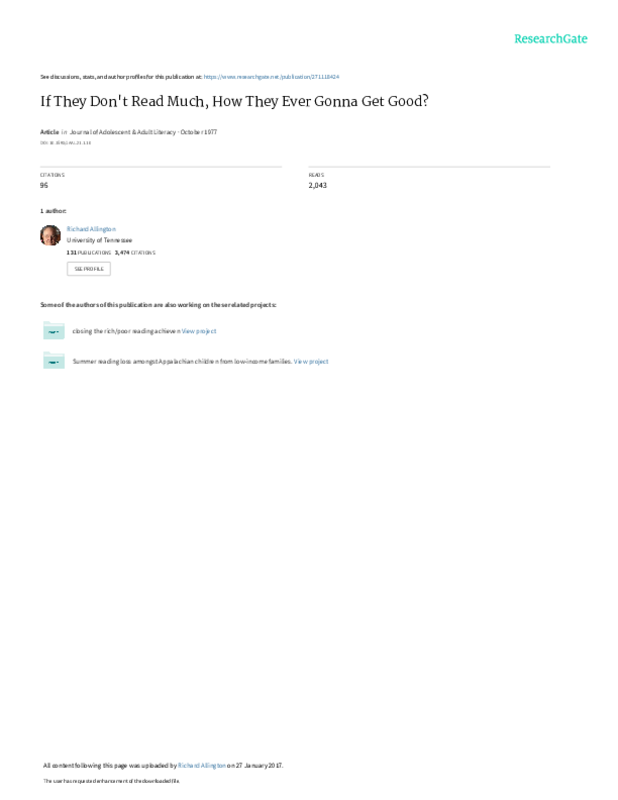 ResearchGate
See discussions, stats, and author profiles for this publication at: https://www.researchgate.net/publication/271118424
If They Don't Read Much, How They Ever Gonna Get Good?
Article in Journal of Adolescent & Adult Literacy · October 1977
CITATIONS
READS
95
2,043
1 author:
Richard Allington
University of Tennessee
131 PUBLICATIONS 3,474 CITATIONS
SEE PROFILE
Some of the authors of this publication are also working on these related projects:
closing the rich/poor reading achieven View project
Summer reading loss amongst Appalachian children from low-income families. View project
All content following this page was uploaded by Richard Allington on 27 January 2017.
The user has requested enhancement of the downloaded file.